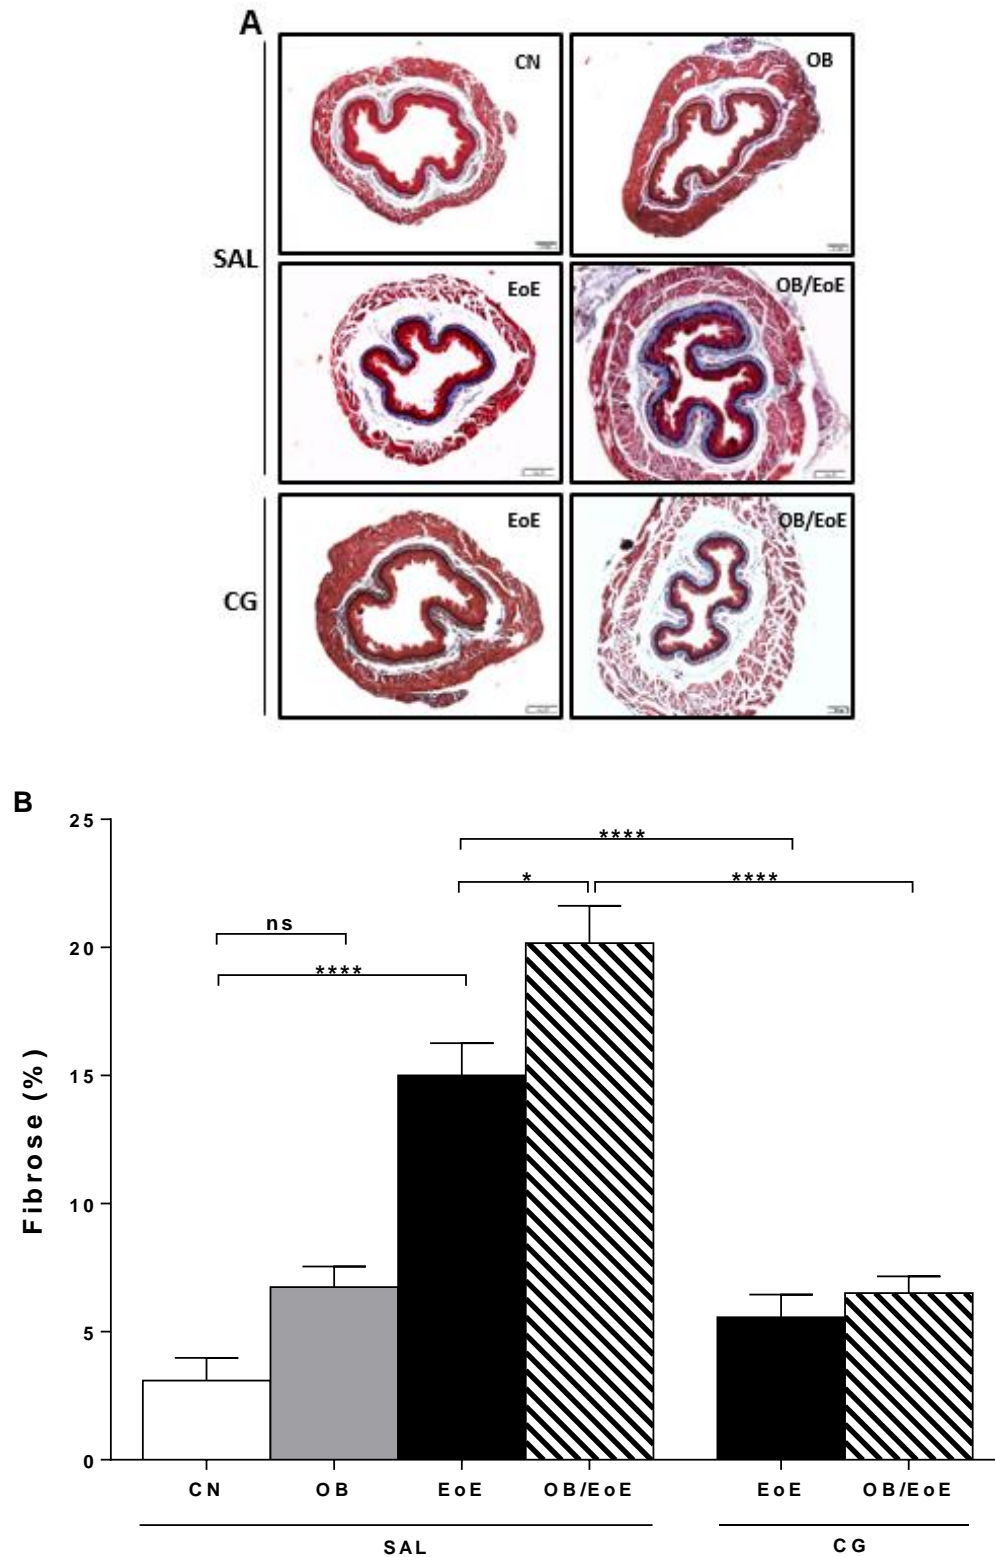 A
CN
OB
SAL
EoE
OB/EoE
EoE
OB/EoE
CG
B
25
****
*
****
ns
20
****
15
Fibrose (%)
10
5
0
CN
OB
EoE
OB/EoE
EoE
OB/EoE
SAL
CG